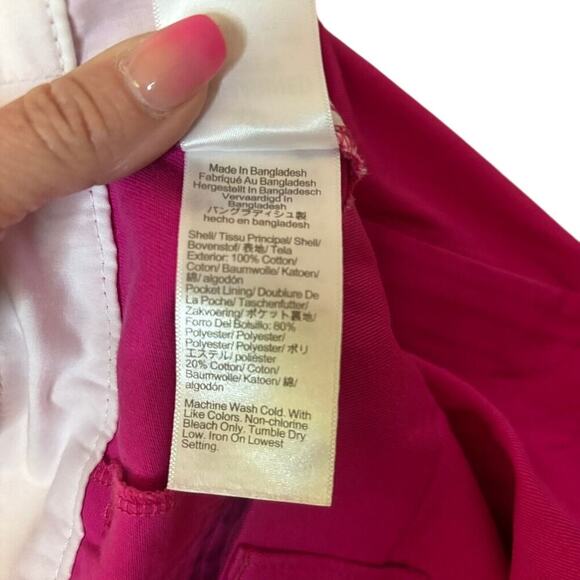 Made In Bangladesh
Fabriqué Au Bangladesh
Hergestellt In Bangladesch
Vervaardigd In
Bangladesh
バングラディシュ製
hecho en bangladesh
Shell/ Tissu Principal/ Shell/
Bovenstof/ 表地/ Tela
Exterior: 100% Cotton/
Coton/ Baumwolle/ Katoen/
綿/ algodón
Pocket Lining/ Doublure De
La Poche/ Taschenfutter/
Zakvoering/ ポケット裏地/
Forro Del Bolsillo: 80%
Polyester/ Polyester/
Polyester/ Polyester/ ポリ
エステル/ poliéster
20% Cotton/ Coton/
Baumwolle/ Katoen/ 綿/
algodón
Machine Wash Cold. With
Like Colors. Non-chlorine
Bleach Only. Tumble Dry
Low. Iron On Lowest
Setting.